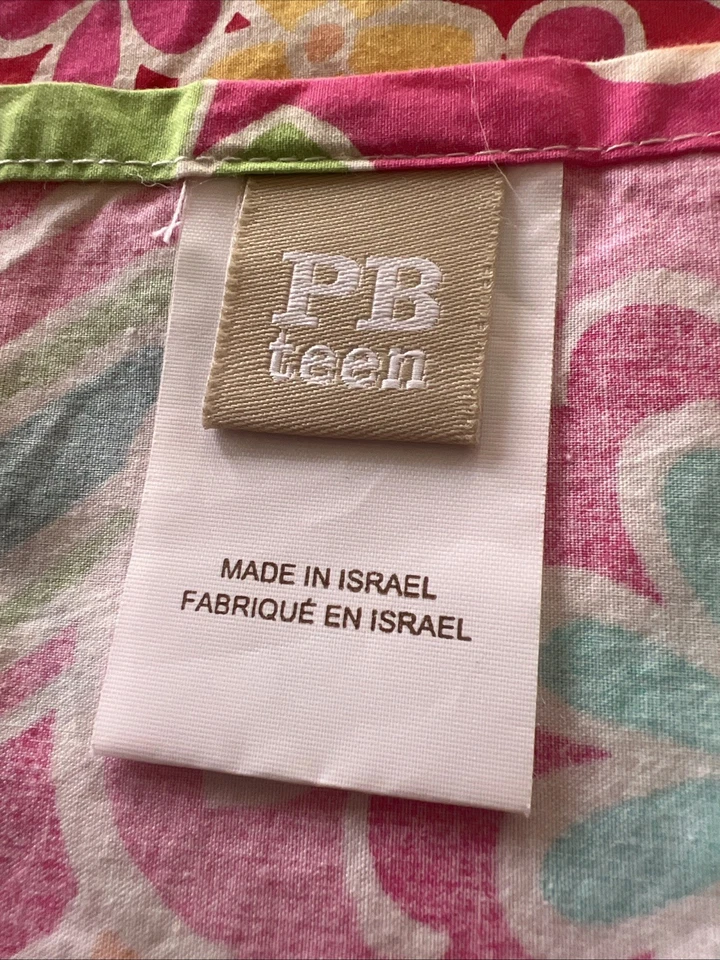 PB
teen
MADE IN ISRAEL
FABRIQUÉ EN ISRAEL